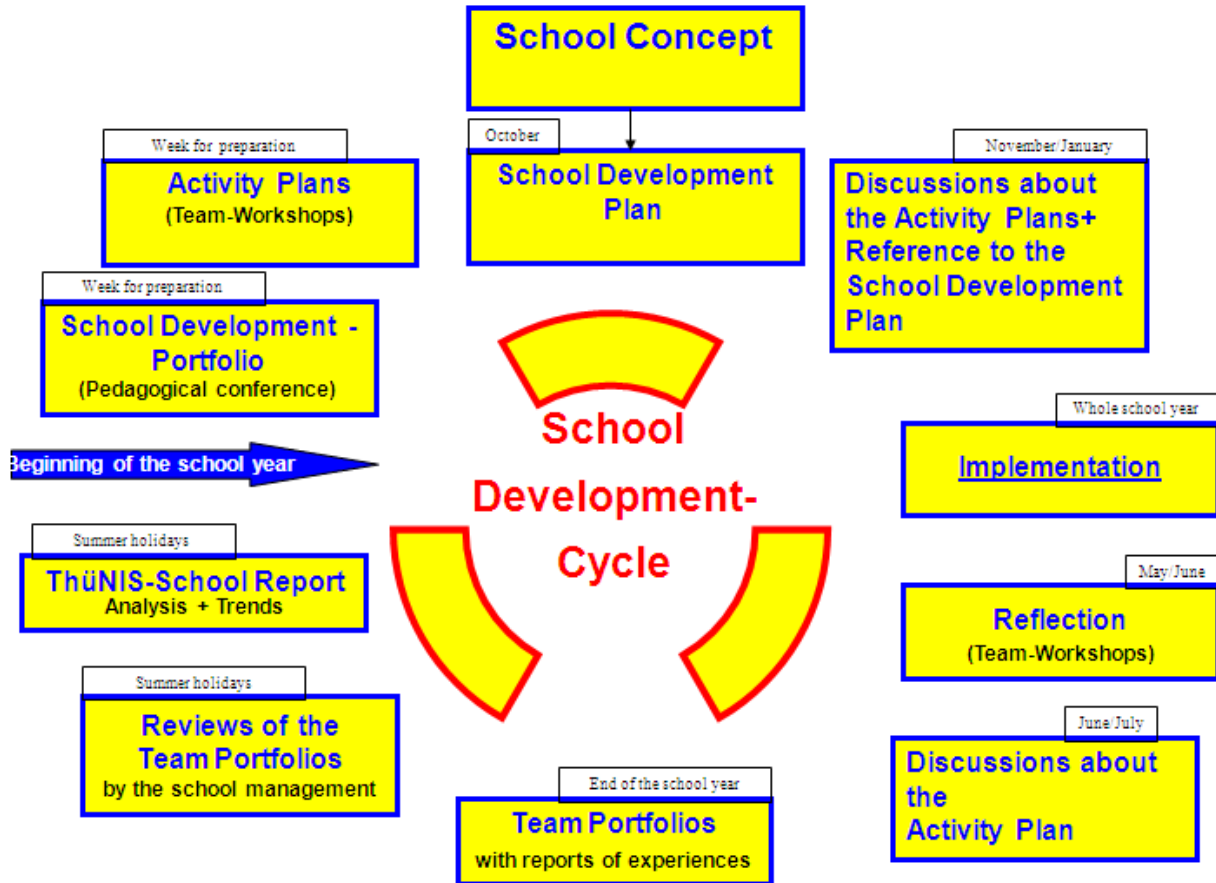 School Concept
October
School Development
Plan
Week for preparation
Activity Plans
(Team-Workshops)
November/January
Discussions about
the Activity Plans+
Reference to the
School Development
Plan
Week for preparation
School Development -
Portfolio
(Pedagogical conference)
Beginning of the school year
School
Development-
Cycle
Whole school year
Implementation
Summer holidays
ThüNIS-School Report
Analysis + Trends
May/June
Reflection
(Team-Workshops)
Summer holidays
Reviews of the
Team Portfolios
by the school management
June/July
Discussions about
the
Activity Plan
End of the school year
Team Portfolios
with reports of experiences